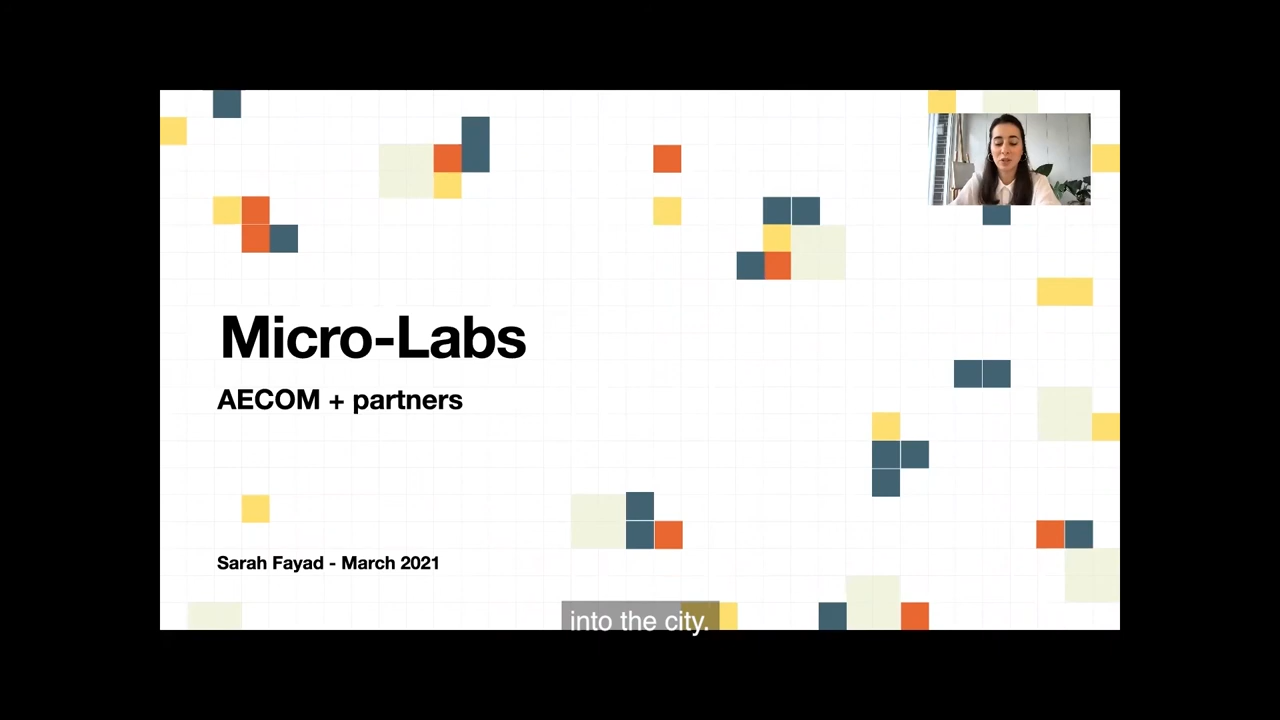 Micro-Labs
AECOM + partners
Sarah Fayad - March 2021
into the city.